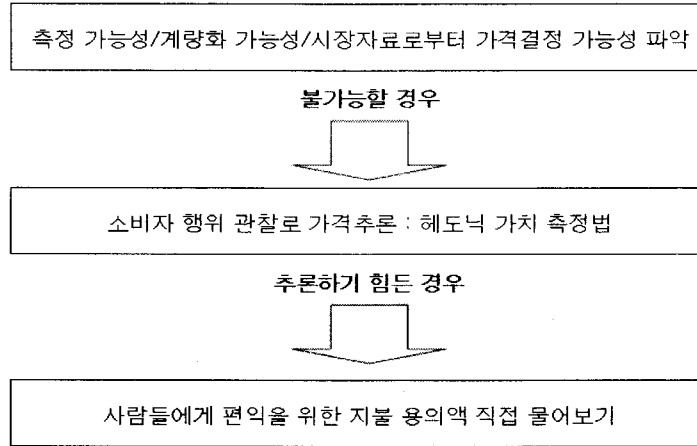 측정 가능성/계량화 가능성/시장자료로부터 가격결정 가능성 파악
불가능할 경우
소비자 행위 관찰로 가격추론 : 헤도닉 가치 측정법
추론하기 힘든 경우
사람들에게 편익을 위한 지불 용의액 직접 물어보기